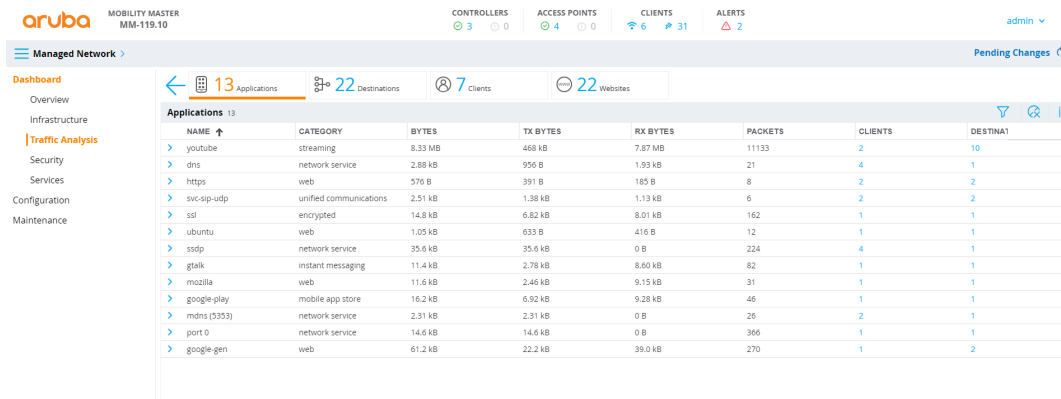 aruba MOBILITY MASTER CONTROLLERS ACCESS POINTS CLIENTS ALERTS
MM-119.10 3 0 4 0 6 31 2 admin
Managed Network > Pending Changes
Dashboard
Overview
Infrastructure
Traffic Analysis
Security
Services
Configuration
Maintenance
13 Applications 22 Destinations 7 Clients www 22 Websites
Applications 13
NAME CATEGORY BYTES TX BYTES RX BYTES PACKETS CLIENTS DESTINAT
youtube streaming 8.33 MB 468 kB 7.87 MB 11133 2 10
dns network service 2.88 kB 956 B 1.93 kB 21 4 1
https web 576 B 391 B 185 B 8 2 2
svc-sip-udp unified communications 2.51 kB 1.38 kB 1.13 kB 6 2 2
ssl encrypted 14.8 kB 6.82 kB 8.01 kB 162 1 1
ubuntu web 1.05 kB 633 B 416 B 12 1 1
ssdp network service 35.6 kB 35.6 kB 0 B 224 4 1
gtalk instant messaging 11.4 kB 2.78 kB 8.60 kB 82 1 1
mozilla web 11.6 kB 2.46 kB 9.15 kB 31 1 1
google-play mobile app store 16.2 kB 6.92 kB 9.28 kB 46 1 1
mdns (5353) network service 2.31 kB 2.31 kB 0 B 26 2 1
port 0 network service 14.6 kB 14.6 kB 0 B 366 1 1
google-gen web 61.2 kB 22.2 kB 39.0 kB 270 1 2